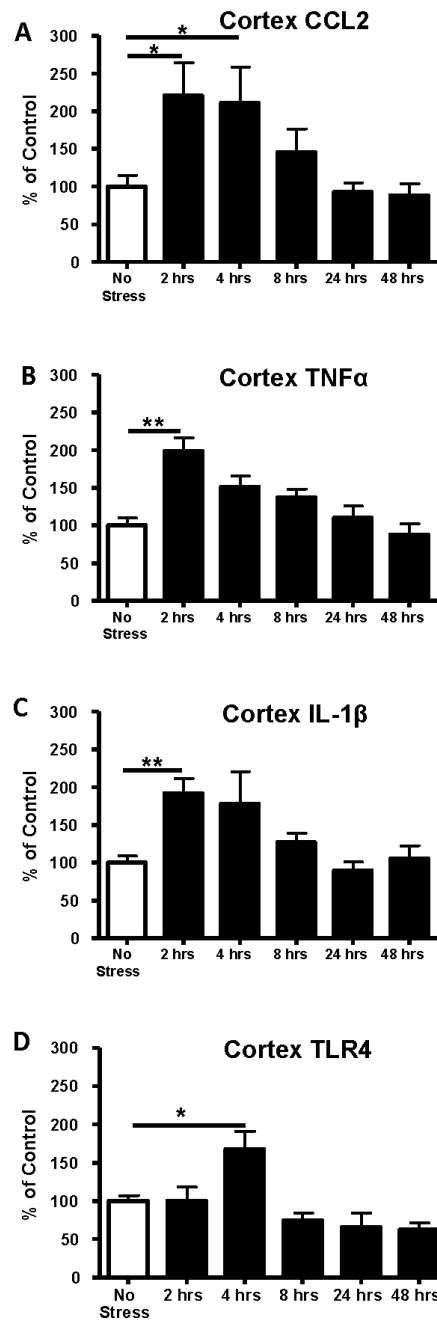 A
Cortex CCL2
% of Control
300
250
200
150
100
50
0
*
*
No
Stress
2 hrs
4 hrs
8 hrs
24 hrs
48 hrs
B
Cortex TNFα
% of Control
300
250
200
150
100
50
0
**
No
Stress
2 hrs
4 hrs
8 hrs
24 hrs
48 hrs
C
Cortex IL-1β
% of Control
300
250
200
150
100
50
0
**
No
Stress
2 hrs
4 hrs
8 hrs
24 hrs
48 hrs
D
Cortex TLR4
% of Control
300
250
200
150
100
50
0
*
No
Stress
2 hrs
4 hrs
8 hrs
24 hrs
48 hrs